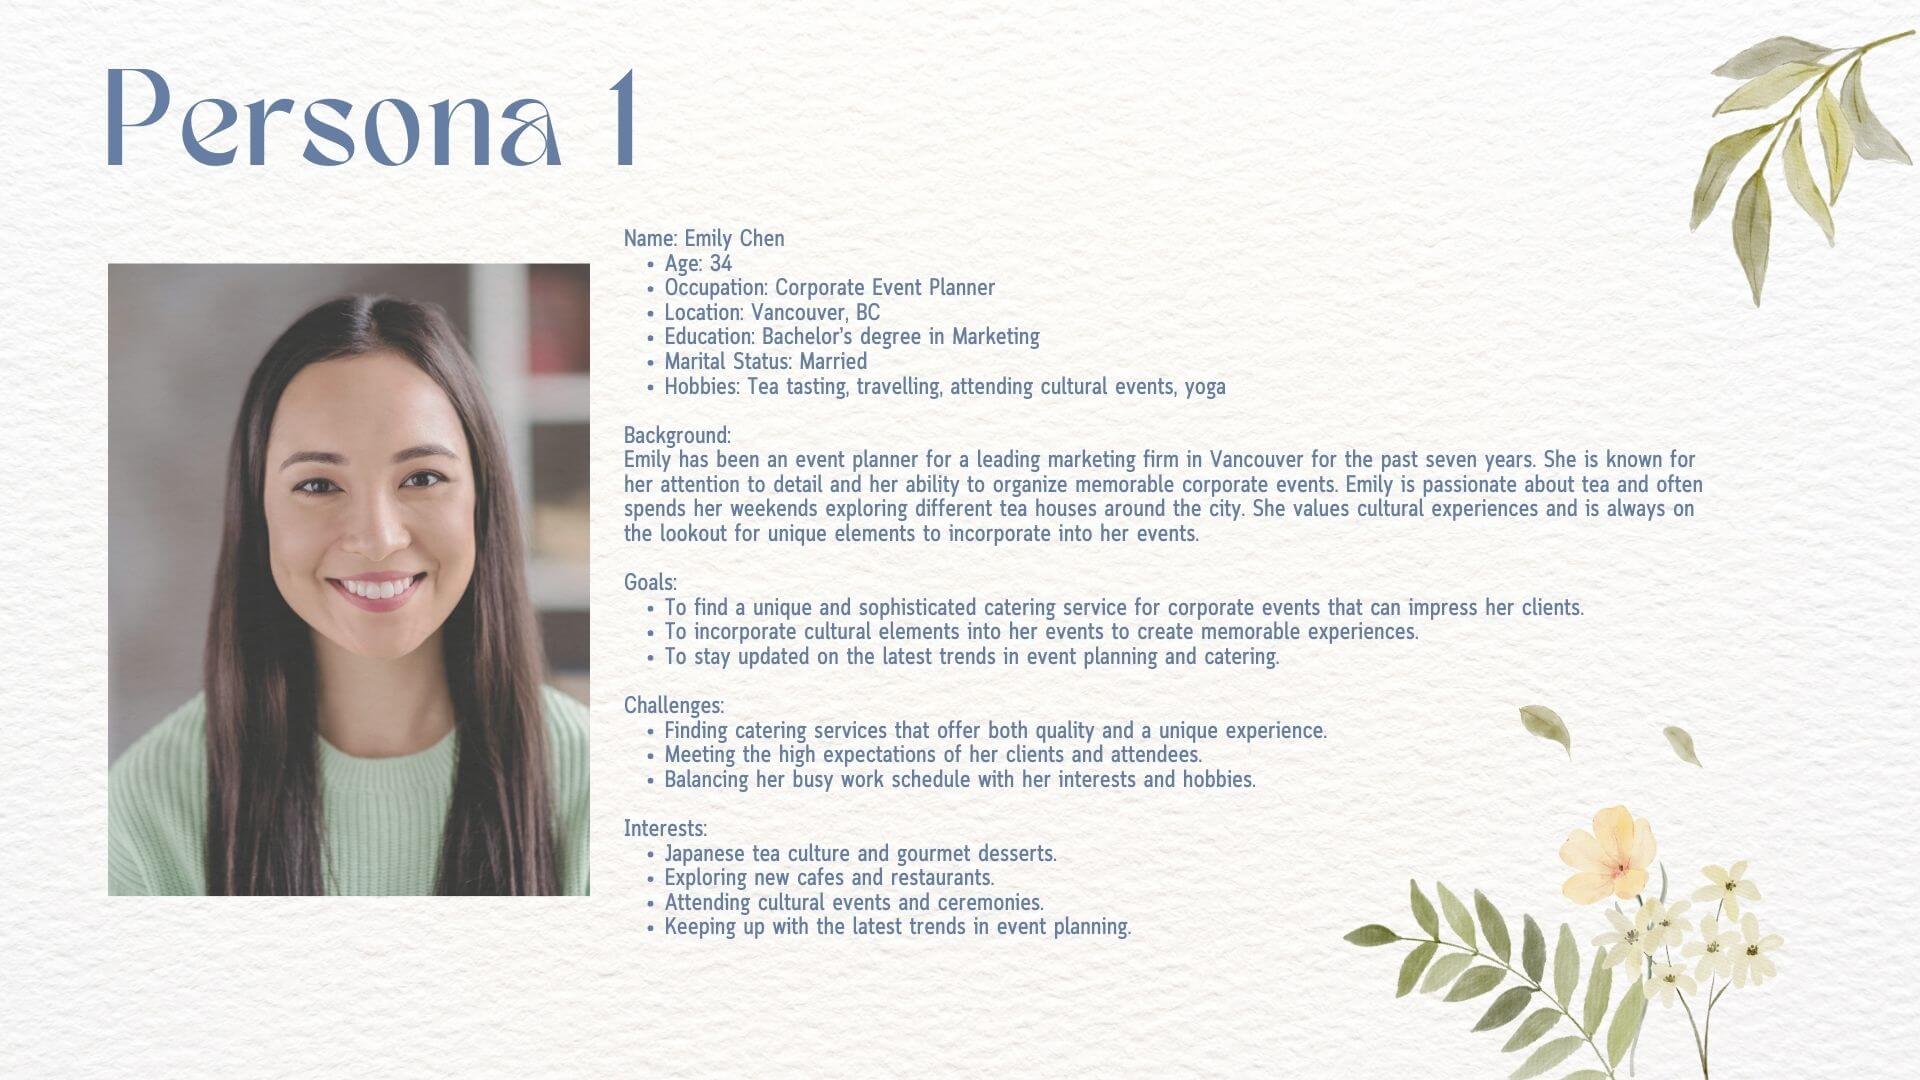 Persona 1
Name: Emily Chen
• Age: 34
• Occupation: Corporate Event Planner
• Location: Vancouver, BC
• Education: Bachelor's degree in Marketing
• Marital Status: Married
• Hobbies: Tea tasting, travelling, attending cultural events, yoga
Background:
Emily has been an event planner for a leading marketing firm in Vancouver for the past seven years. She is known for
her attention to detail and her ability to organize memorable corporate events. Emily is passionate about tea and often
spends her weekends exploring different tea houses around the city. She values cultural experiences and is always on
the lookout for unique elements to incorporate into her events.
Goals:
• To find a unique and sophisticated catering service for corporate events that can impress her clients.
• To incorporate cultural elements into her events to create memorable experiences.
• To stay updated on the latest trends in event planning and catering.
Challenges:
• Finding catering services that offer both quality and a unique experience.
• Meeting the high expectations of her clients and attendees.
• Balancing her busy work schedule with her interests and hobbies.
Interests:
• Japanese tea culture and gourmet desserts.
• Exploring new cafes and restaurants.
• Attending cultural events and ceremonies.
• Keeping up with the latest trends in event planning.